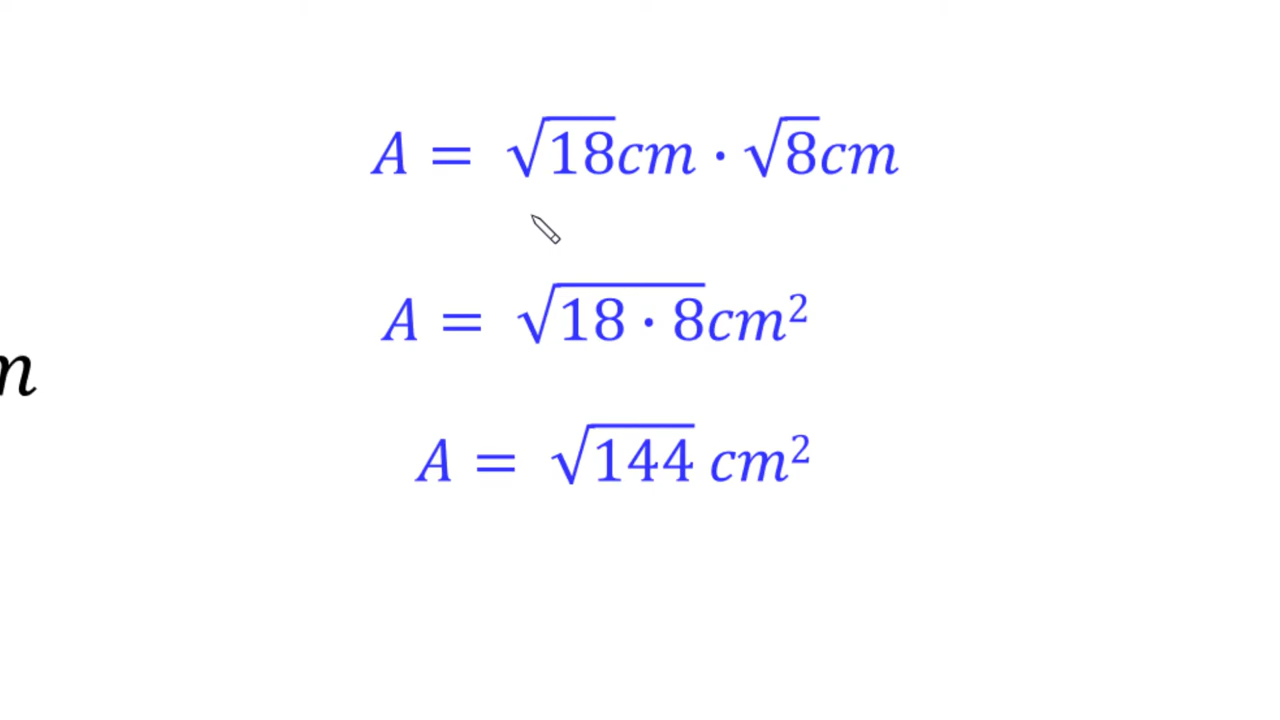 A = √18cm · √8cm
A = √18 · 8cm²
n
A = √144 cm²